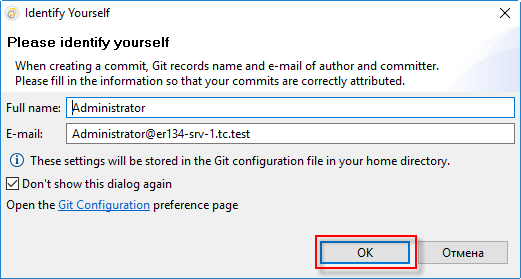 Identify Yourself
Please identify yourself
When creating a commit, Git records name and e-mail of author and committer.
Please fill in the information so that your commits are correctly attributed.
Full name: Administrator
E-mail: Administrator@er134-srv-1.tc.test
These settings will be stored in the Git configuration file in your home directory.
Don't show this dialog again
Open the Git Configuration preference page
OK Отмена